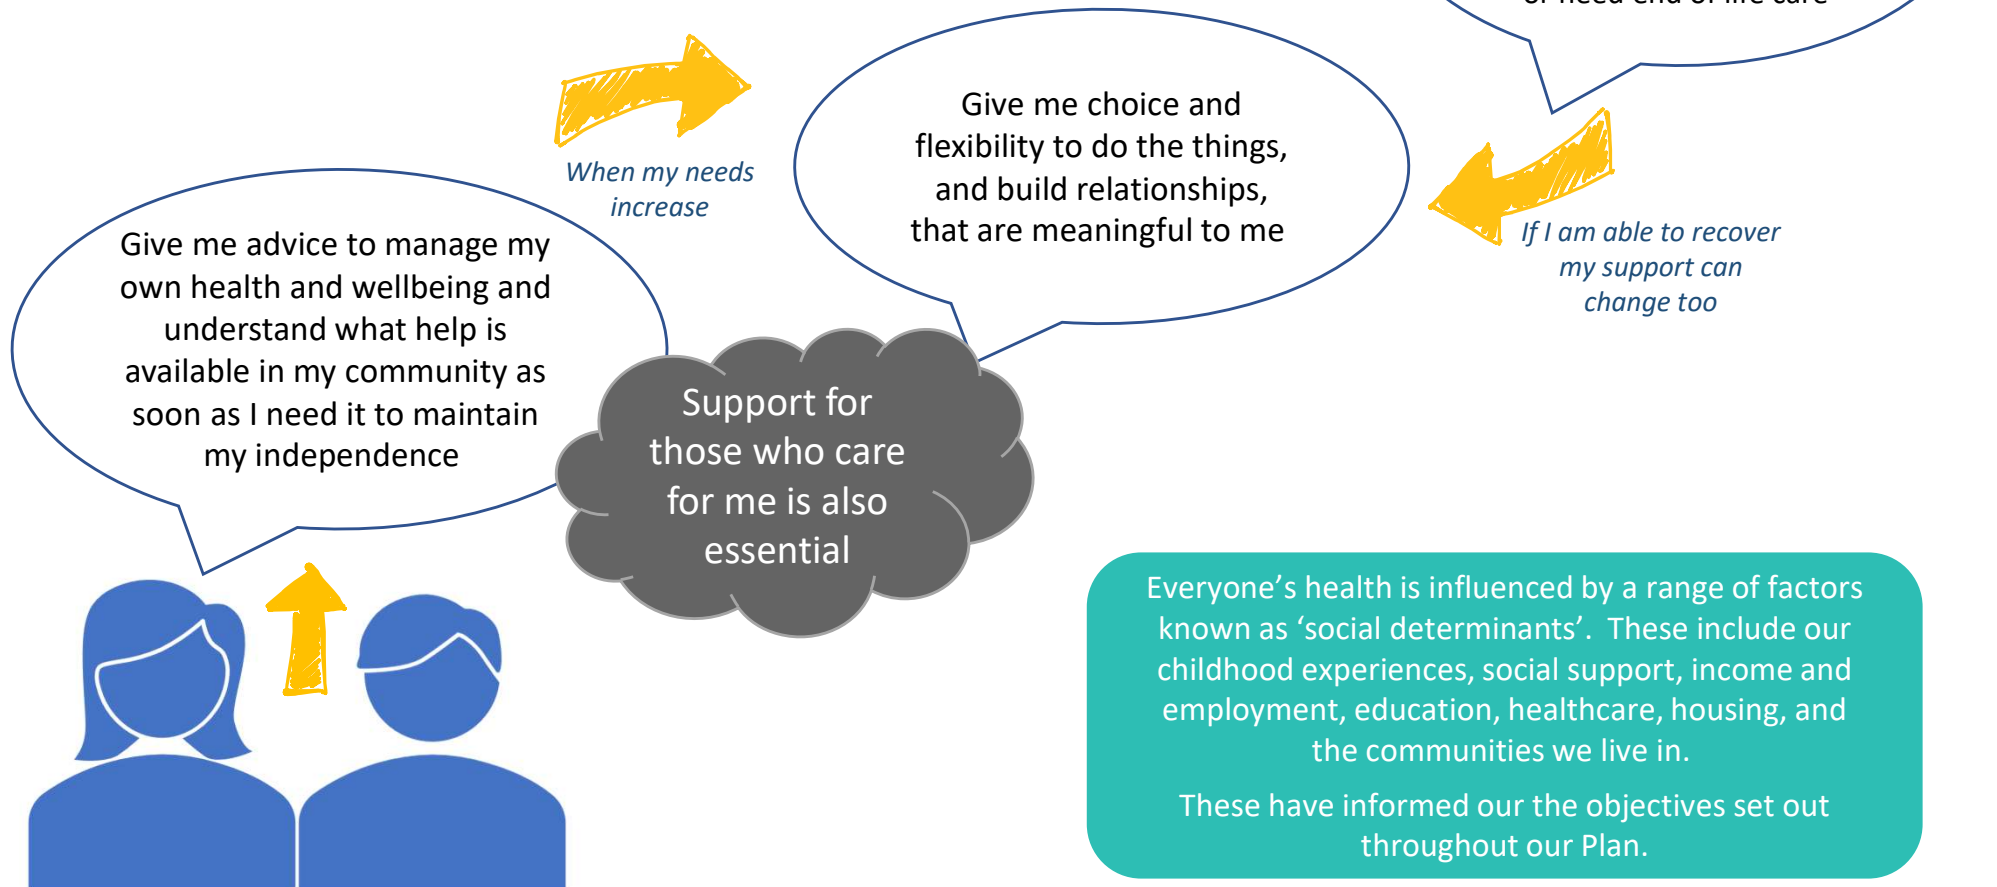 end of life care
Give me choice and
flexibility to do the things,
and build relationships,
that are meaningful to me
When my needs
increase
If I am able to recover
my support can
change too
Give me advice to manage my
own health and wellbeing and
understand what help is
available in my community as
soon as I need it to maintain
my independence
Support for
those who care
for me is also
essential
Everyone’s health is influenced by a range of factors
known as ‘social determinants’.  These include our
childhood experiences, social support, income and
employment, education, healthcare, housing, and
the communities we live in.
These have informed our the objectives set out
throughout our Plan.